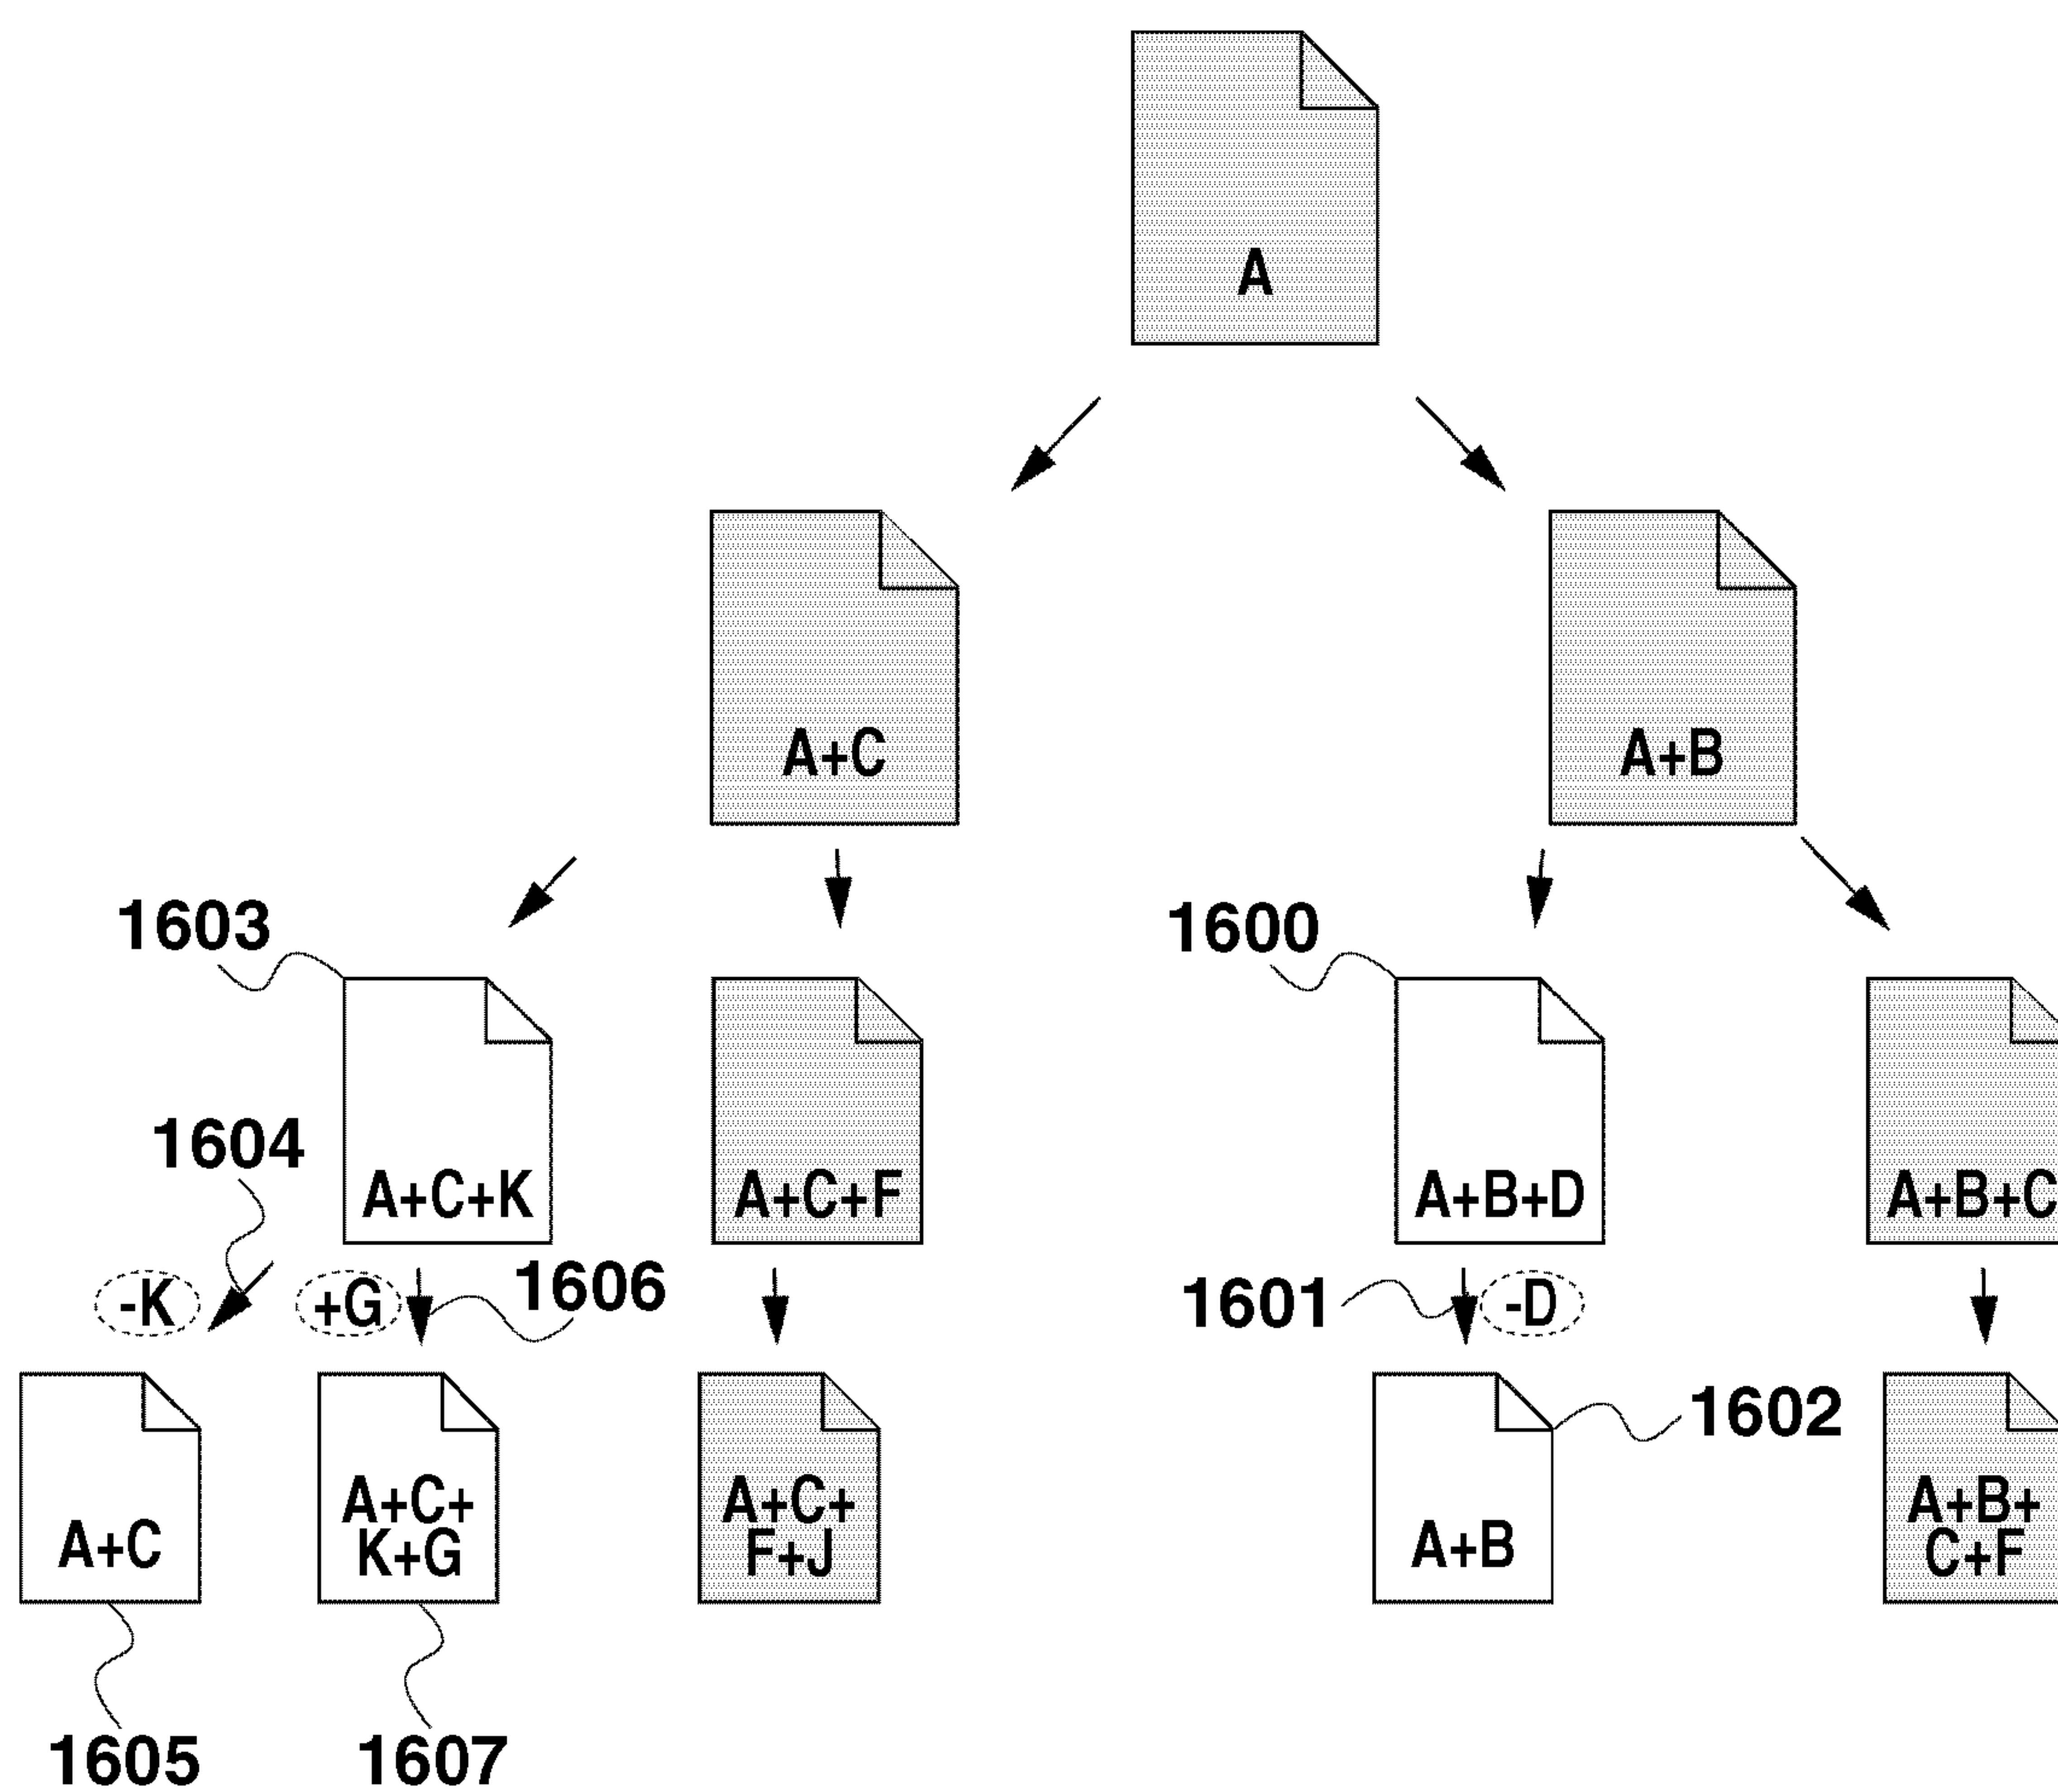 A
A+C
A+B
1603
1600
1604
A+C+K
A+C+F
A+B+D
A+B+C
-K
+G
1606
1601
-D
1602
A+C
A+C+
K+G
A+C+
F+J
A+B
A+B+
C+F
1605
1607